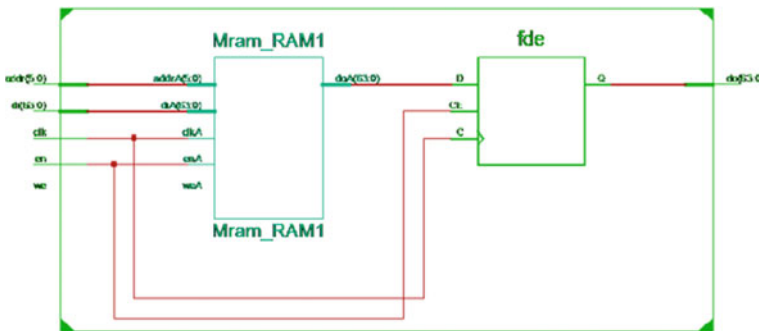 Mram_RAM1
fde
addr(5:0)
addrA(5:0)
doA(63:0)
D
Q
do(63:0)
di(63:0)
diA(63:0)
CE
clk
clkA
C
en
enA
we
weA
Mram_RAM1